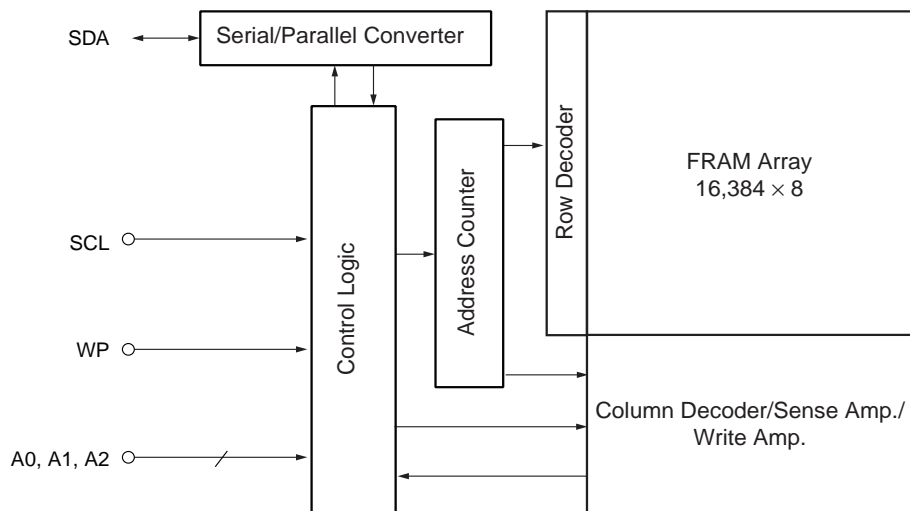 SDA
Serial/Parallel Converter
SCL
WP
A0, A1, A2
Control Logic
Address Counter
Row Decoder
FRAM Array
16,384 × 8
Column Decoder/Sense Amp./
Write Amp.